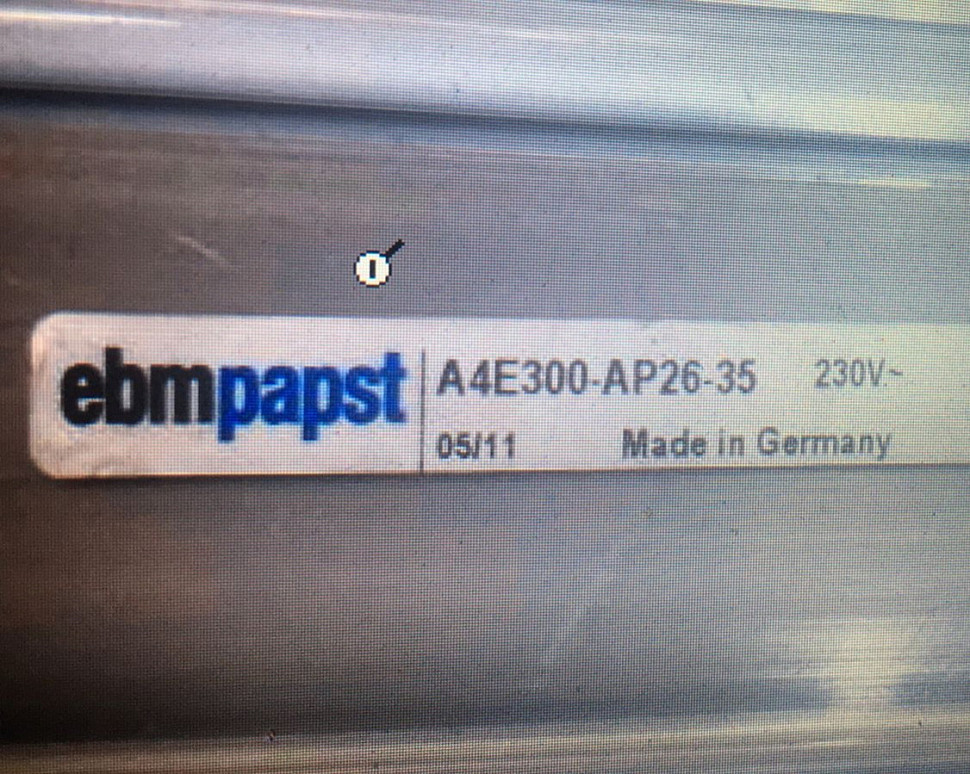 ebmpapst
A4E300-AP26-35 230V~
05/11 Made in Germany